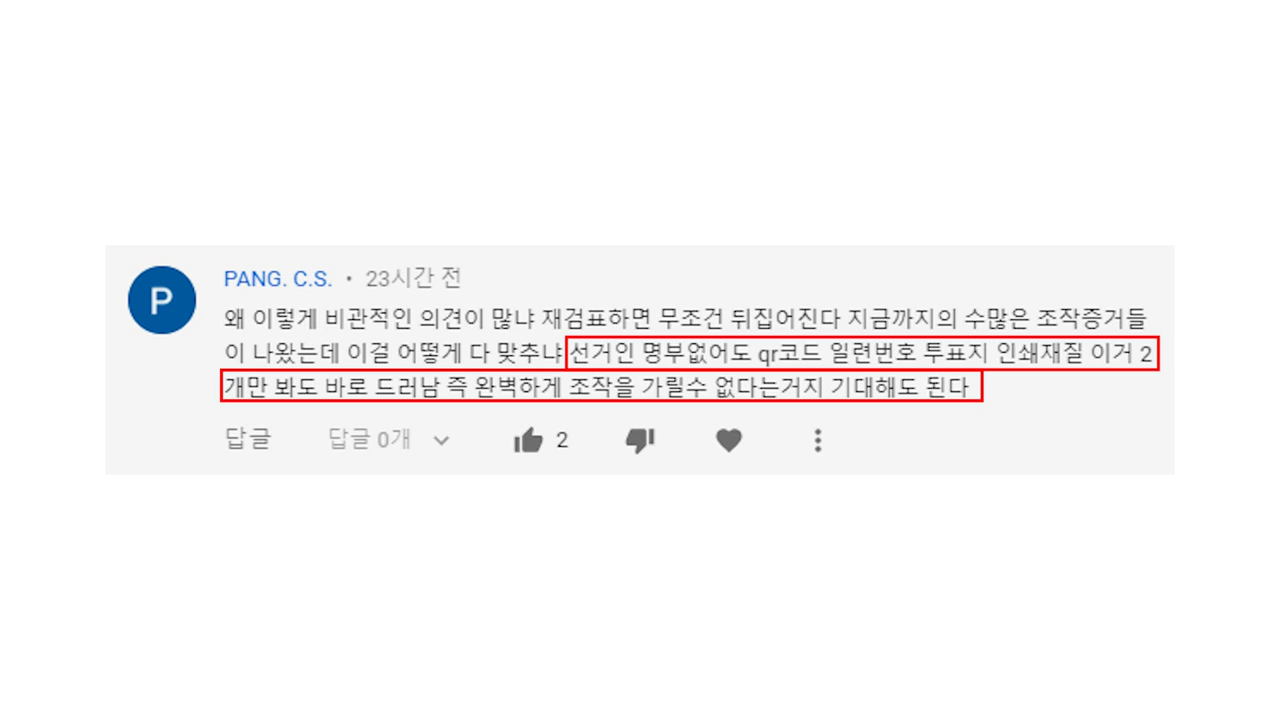 P
PANG. C.S. • 23시간 전
왜 이렇게 비관적인 의견이 많냐 재검표하면 무조건 뒤집어진다 지금까지의 수많은 조작증거들
이 나왔는데 이걸 어떻게 다 맞추냐 선거인 명부없어도 qr코드 일련번호 투표지 인쇄재질 이거 2
개만 봐도 바로 드러남 즉 완벽하게 조작을 가릴수 없다는거지 기대해도 된다
답글 답글 0개 2